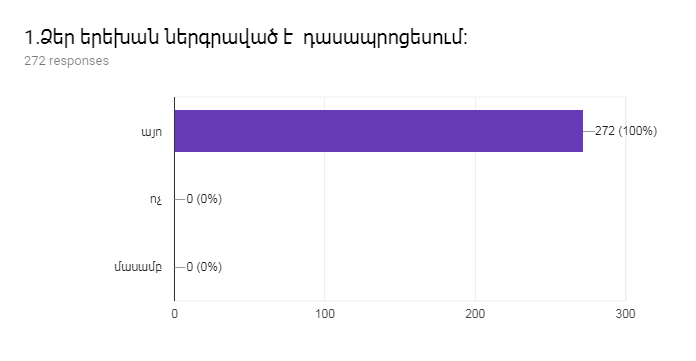 1.Ձեր երեխան ներգրաված է  դասապրոցեսում:
272 responses
այո
272 (100%)
ոչ
0 (0%)
մասամբ
0 (0%)
0 100 200 300